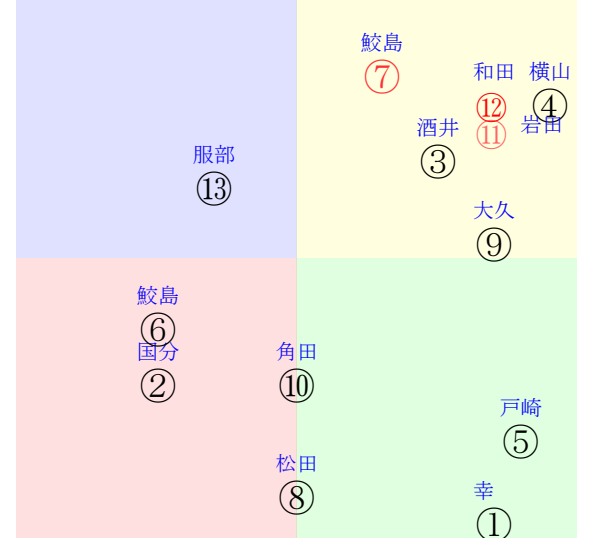 鮫島
⑦
和田 横山
⑫ ④
酒井 岩田
③ ⑪
服部
⑬
大久
⑨
鮫島
⑥
国分 角田
② ⑩
戸崎
⑤
松田
⑧
幸
①